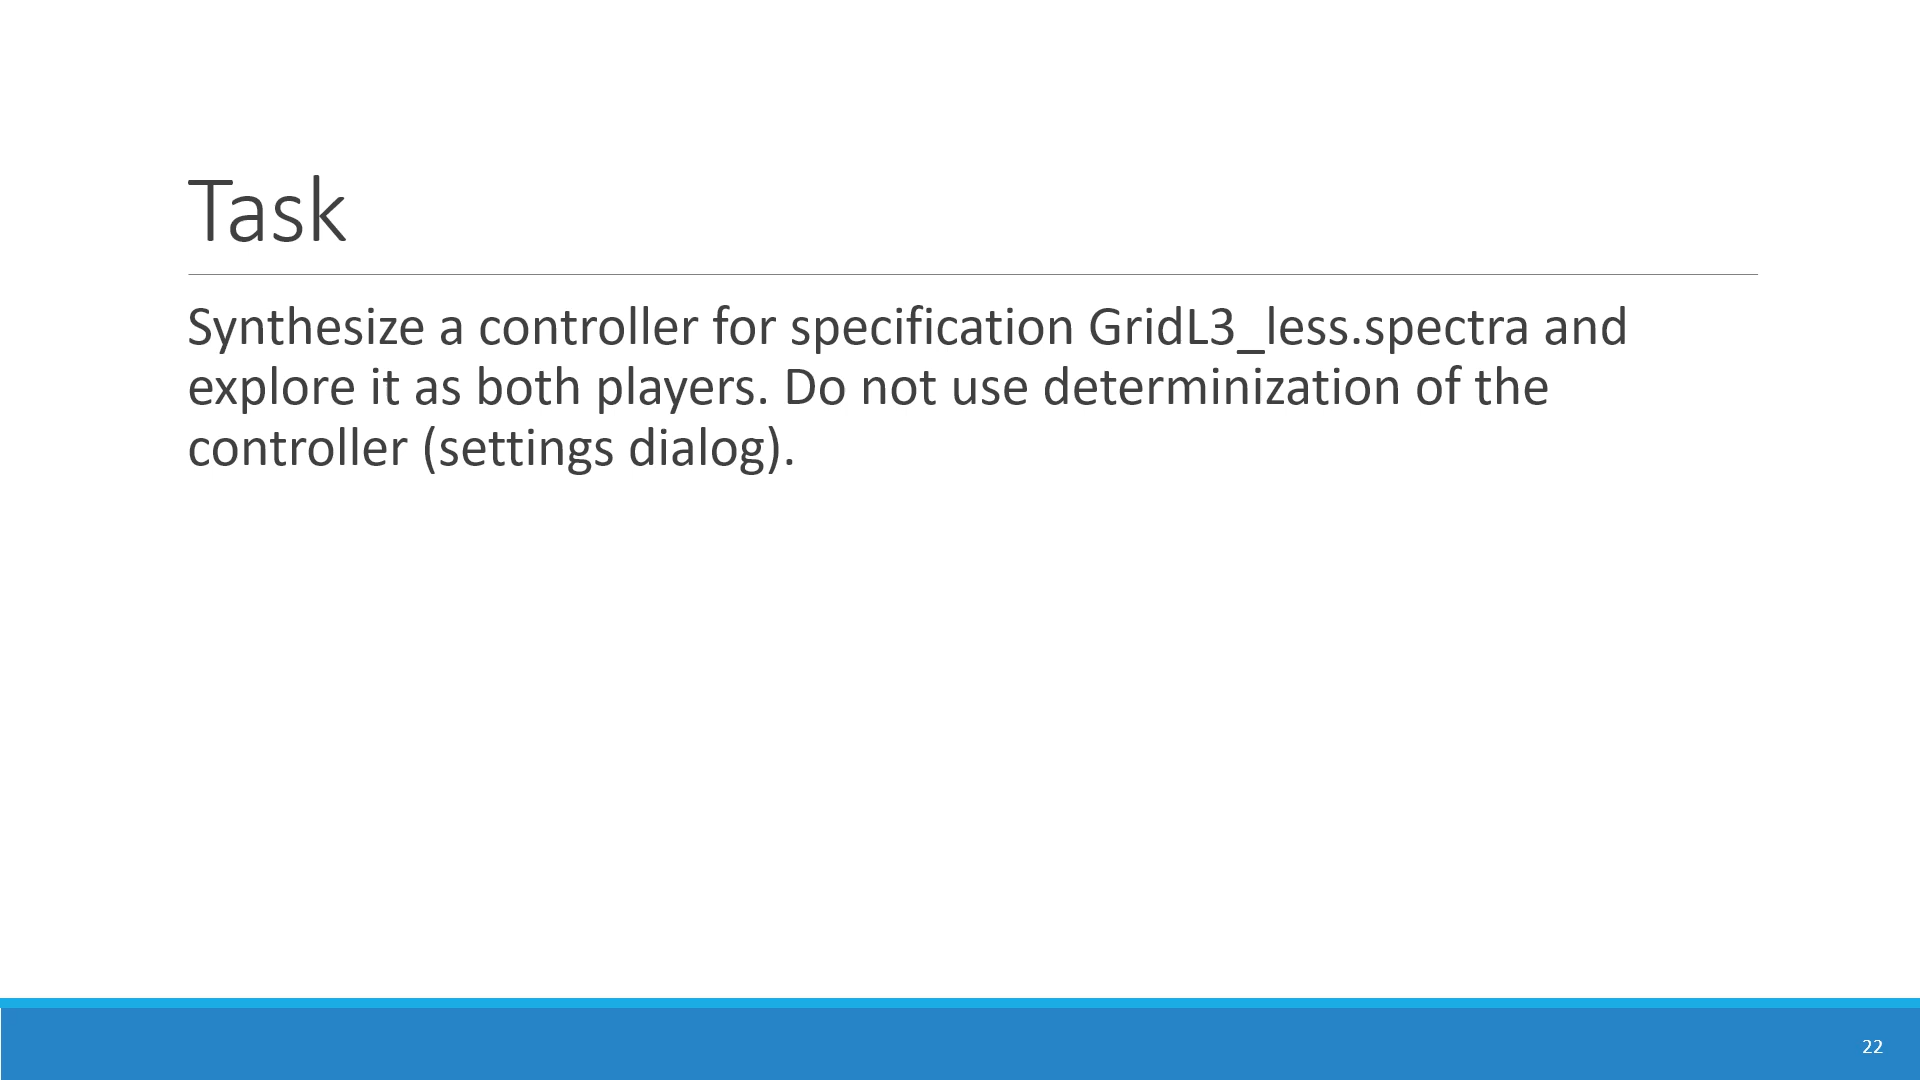 Task
Synthesize a controller for specification GridL3_less.spectra and
explore it as both players. Do not use determinization of the
controller (settings dialog).
22